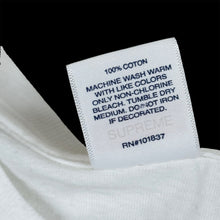 100% COTON
MACHINE WASH WARM
WITH LIKE COLORS
ONLY NON-CHLORINE
BLEACH. TUMBLE DRY
MEDIUM. DO NOT IRON
IF DECORATED.
SUPREME
RN#101837